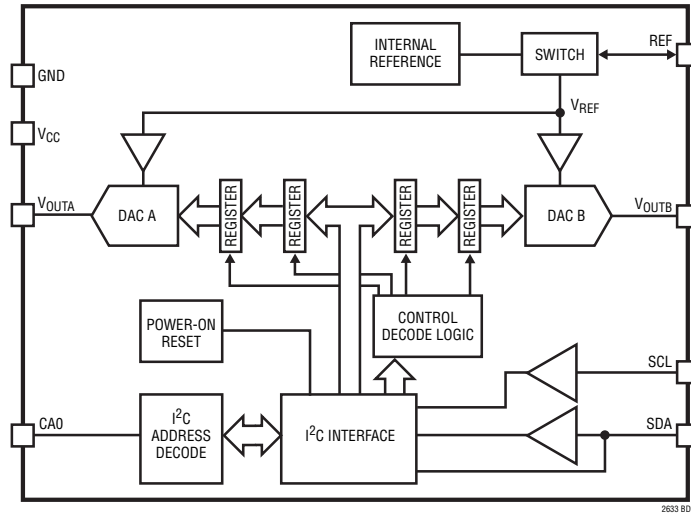 INTERNAL
REFERENCE
SWITCH
REF
GND
VREF
VCC
REGISTER
REGISTER
REGISTER
REGISTER
VOUTA
DAC A
DAC B
VOUTB
POWER-ON
RESET
CONTROL
DECODE LOGIC
SCL
CA0
I2C
ADDRESS
DECODE
I2C INTERFACE
SDA
2633 BD